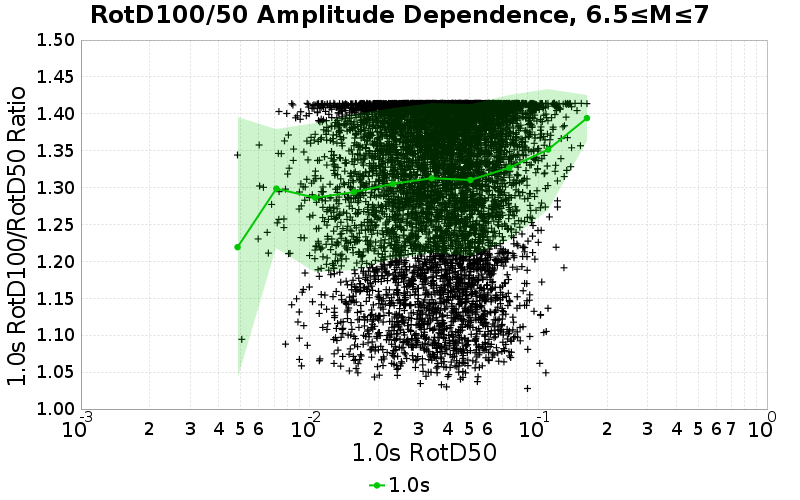 RotD100/50 Amplitude Dependence, 6.5≤M≤7
1.0s RotD100/RotD50 Ratio
1.50
1.45
1.40
1.35
1.30
1.25
1.20
1.15
1.10
1.05
1.00
10^-3 2 3 4 5 6 10^-2 2 3 4 5 6 10^-1 2 3 4 5 6 7 10^0
1.0s RotD50
1.0s